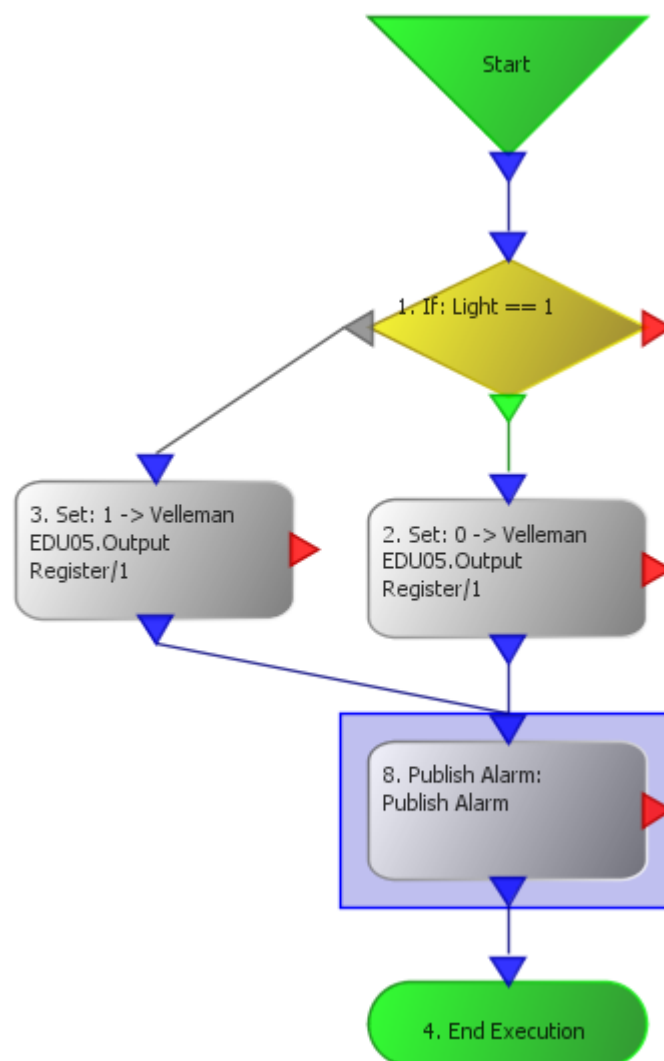 Start
1. If: Light == 1
3. Set: 1 -> Velleman
EDU05.Output
Register/1
2. Set: 0 -> Velleman
EDU05.Output
Register/1
8. Publish Alarm:
Publish Alarm
4. End Execution